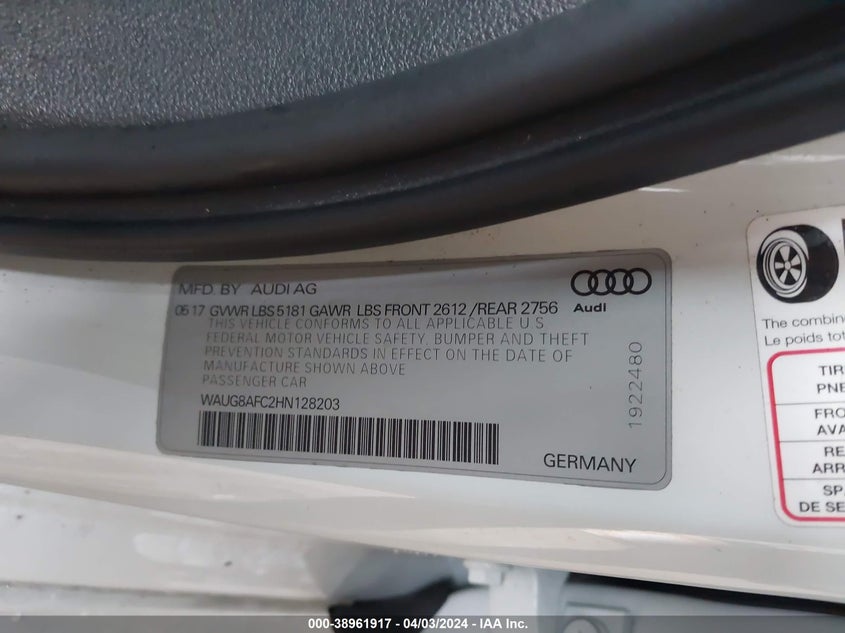 MFD. BY AUDI AG
05 17 GVWR LBS 5181 GAWR LBS FRONT 2612 /REAR 2756
THIS VEHICLE CONFORMS TO ALL APPLICABLE U S
FEDERAL MOTOR VEHICLE SAFETY, BUMPER AND THEFT
PREVENTION STANDARDS IN EFFECT ON THE DATE OF
MANUFACTURE SHOWN ABOVE
PASSENGER CAR
WAUG8AFC2HN128203
GERMANY
Audi
1922480
The combin
Le poids tot
TIR
PNE
FRO
AVA
RE
ARR
SP
DE SE
000-38961917 - 04/03/2024 - IAA Inc.